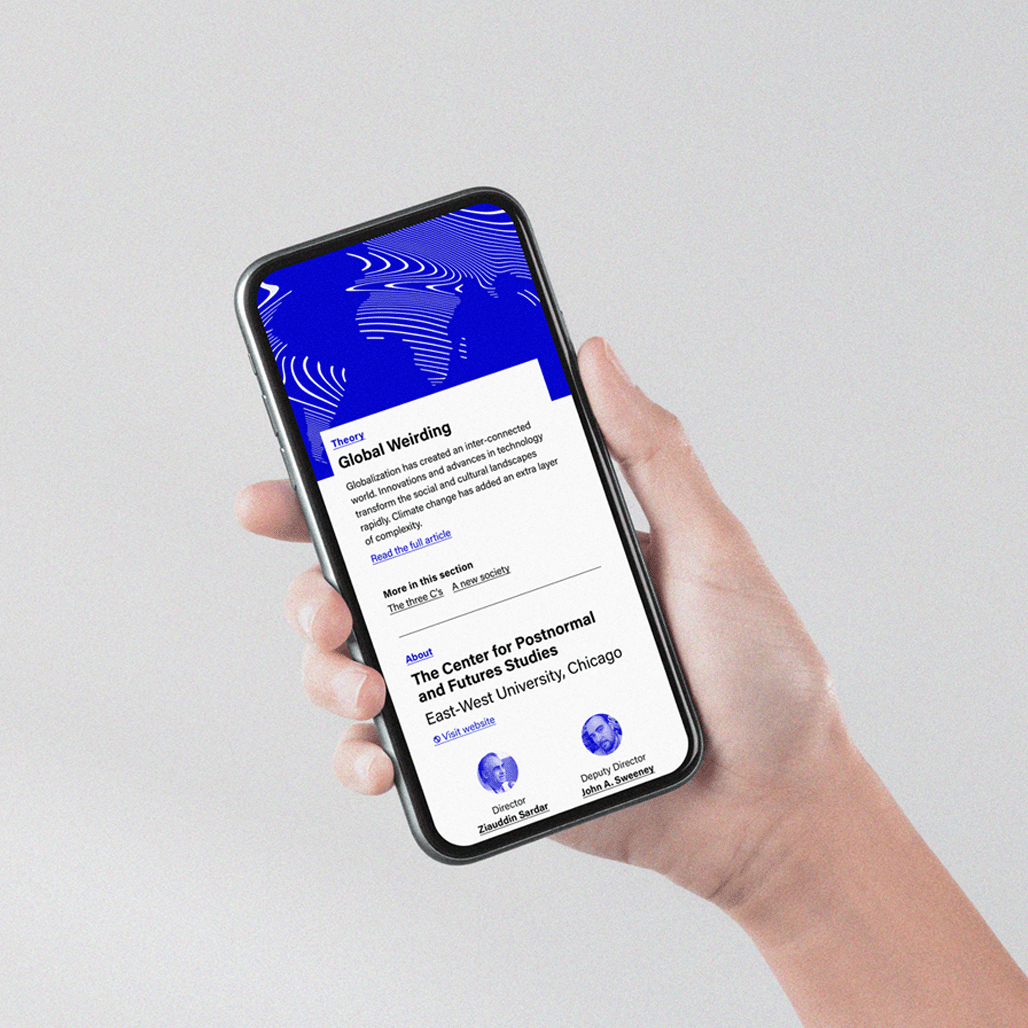 Theory
Global Weirding
Globalization has created an inter-connected
world. Innovations and advances in technology
transform the social and cultural landscapes
rapidly. Climate change has added an extra layer
of complexity.
Read the full article
More in this section
The three C's A new society
About
The Center for Postnormal
and Futures Studies
East-West University, Chicago
Visit website
Director
Ziauddin Sardar
Deputy Director
John A. Sweeney